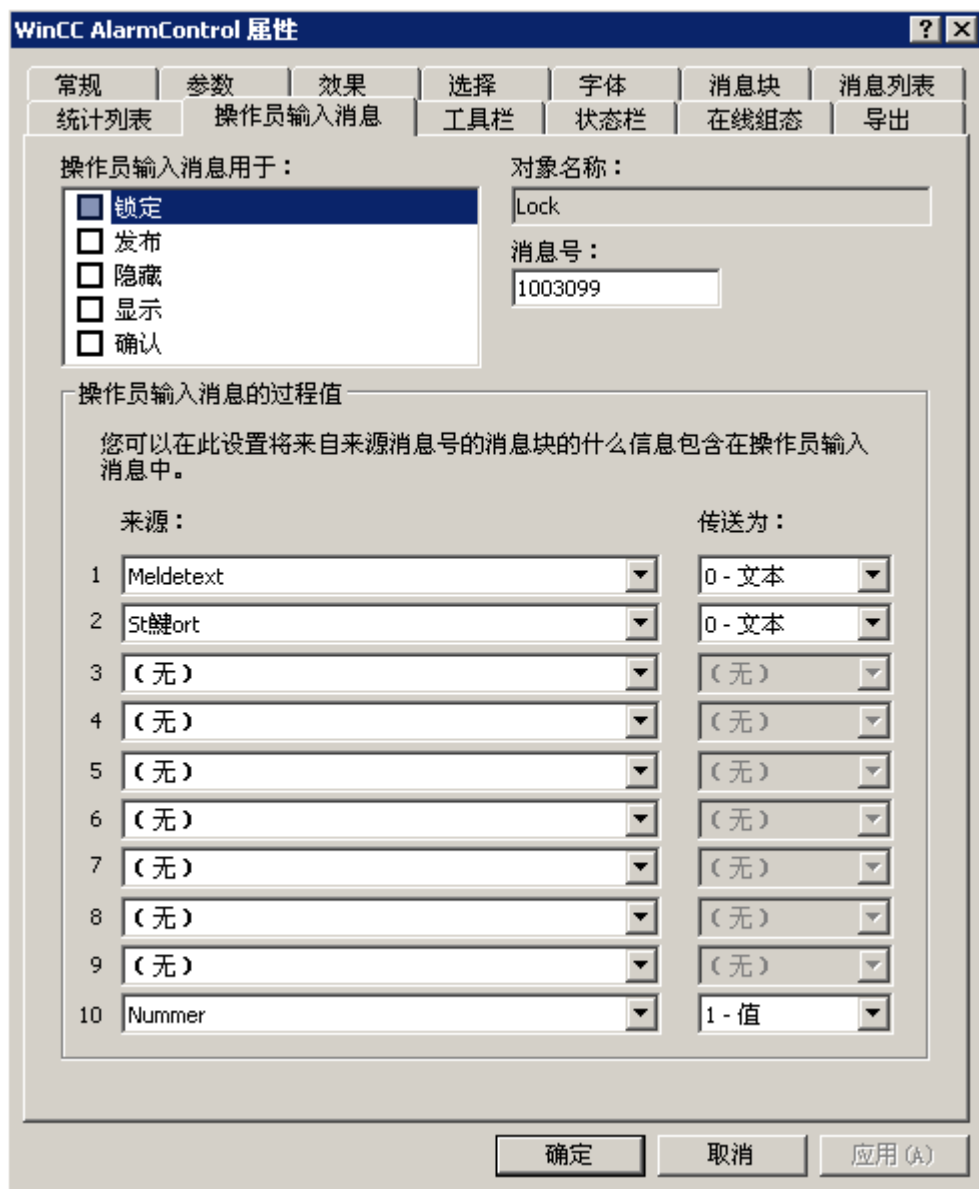 WinCC AlarmControl 属性
常规 参数 效果 选择 字体 消息块 消息列表
统计列表 操作员输入消息 工具栏 状态栏 在线组态 导出
操作员输入消息用于：
锁定
发布
隐藏
显示
确认
对象名称：
Lock
消息号：
1003099
操作员输入消息的过程值
您可以在此设置将来自来源消息号的消息块的什么信息包含在操作员输入
消息中。
来源： 传送为：
1 Meldetext 0 - 文本
2 St鰎ort 0 - 文本
3 （无） （无）
4 （无） （无）
5 （无） （无）
6 （无） （无）
7 （无） （无）
8 （无） （无）
9 （无） （无）
10 Nummer 1 - 值
确定 取消 应用(A)